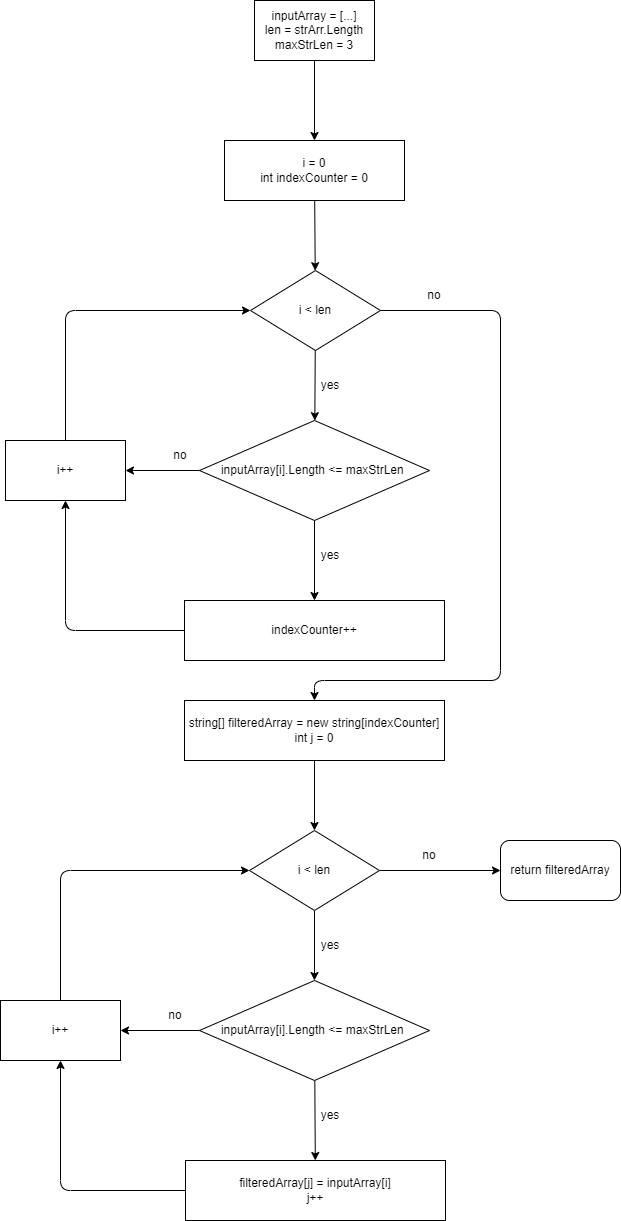 inputArray = [...]
len = strArr.Length
maxStrLen = 3
i = 0
int indexCounter = 0
i < len
no
yes
i++
no
inputArray[i].Length <= maxStrLen
yes
indexCounter++
string[] filteredArray = new string[indexCounter]
int j = 0
i < len
no
return filteredArray
yes
i++
no
inputArray[i].Length <= maxStrLen
yes
filteredArray[j] = inputArray[i]
j++